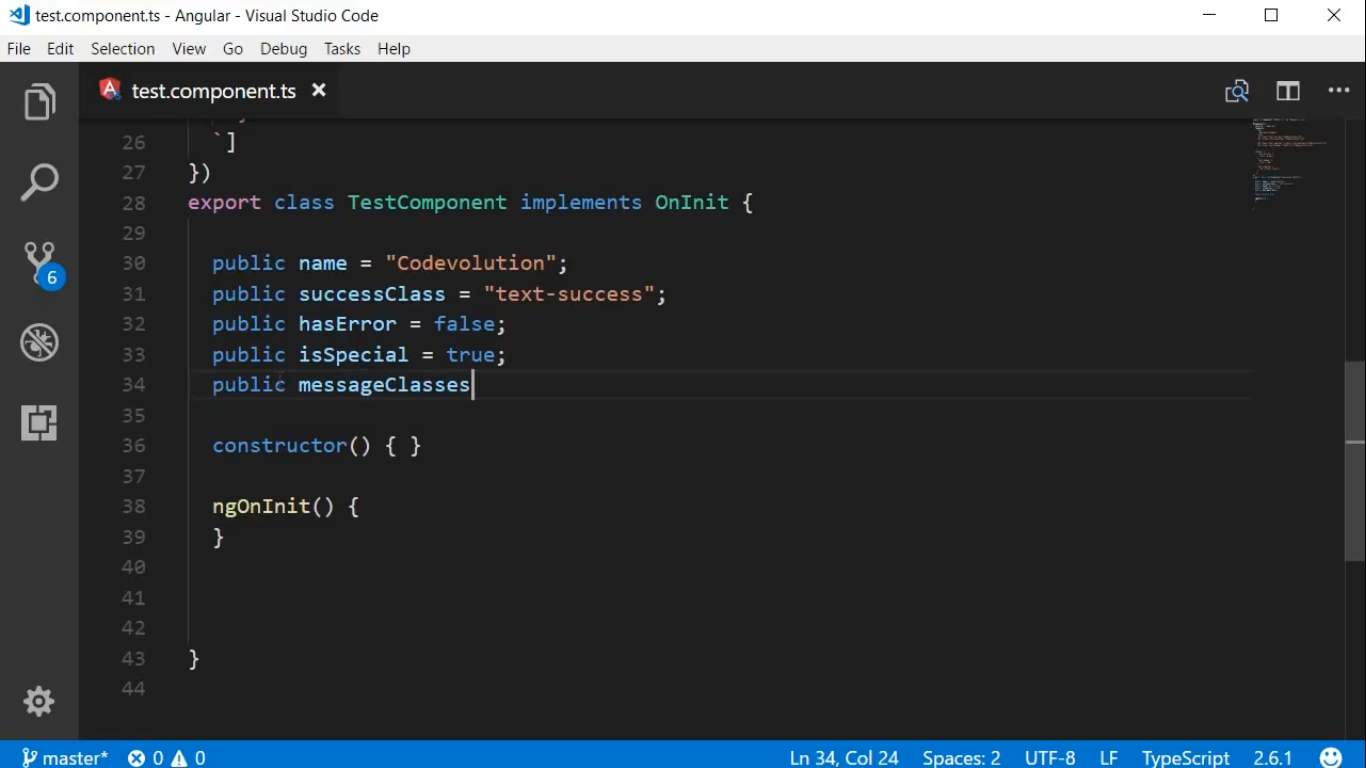 test.component.ts - Angular - Visual Studio Code
File Edit Selection View Go Debug Tasks Help
test.component.ts
26 `]
27 })
28 export class TestComponent implements OnInit {
29
30 public name = "Codevolution";
31 public successClass = "text-success";
32 public hasError = false;
33 public isSpecial = true;
34 public messageClasses
35
36 constructor() { }
37
38 ngOnInit() {
39 }
40
41
42
43 }
44
6
master* 0 0 Ln 34, Col 24 Spaces: 2 UTF-8 LF TypeScript 2.6.1